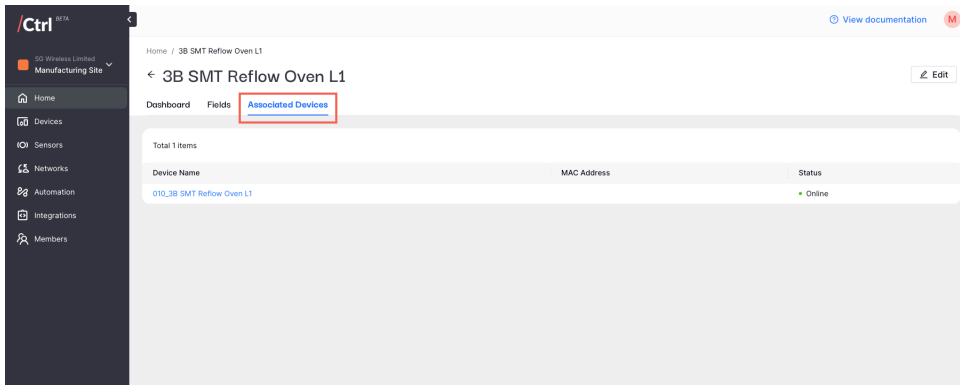 /Ctrl BETA
View documentation
M
5G Wireless Limited
Manufacturing Site
Home
Devices
Sensors
Networks
Automation
Integrations
Members
Home / 3B SMT Reflow Oven L1
3B SMT Reflow Oven L1
Edit
Dashboard Fields Associated Devices
Total 1 items
Device Name MAC Address Status
010_3B SMT Reflow Oven L1 Online